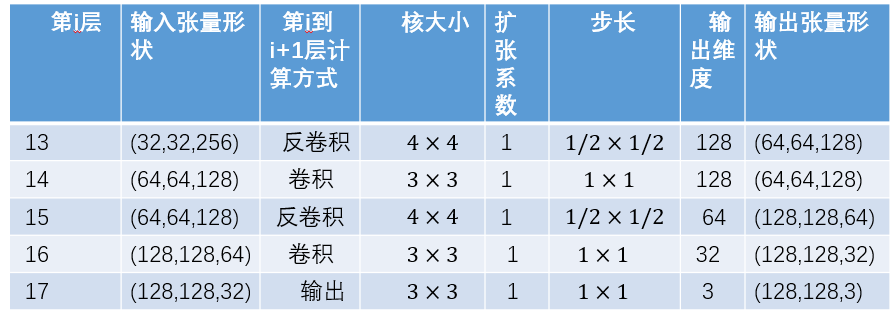 第i层 输入张量形状 第i到i+1层计算方式 核大小 扩张系数 步长 输出维度 输出张量形状
13 (32,32,256) 反卷积 4 × 4 1 1/2 × 1/2 128 (64,64,128)
14 (64,64,128) 卷积 3 × 3 1 1 × 1 128 (64,64,128)
15 (64,64,128) 反卷积 4 × 4 1 1/2 × 1/2 64 (128,128,64)
16 (128,128,64) 卷积 3 × 3 1 1 × 1 32 (128,128,32)
17 (128,128,32) 输出 3 × 3 1 1 × 1 3 (128,128,3)